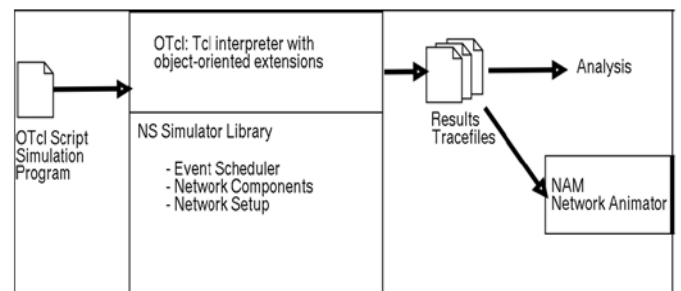 OTcl: Tcl interpreter with
object-oriented extensions
OTcl Script
Simulation
Program
NS Simulator Library
- Event Scheduler
- Network Components
- Network Setup
Results
Tracefiles
Analysis
NAM
Network Animator